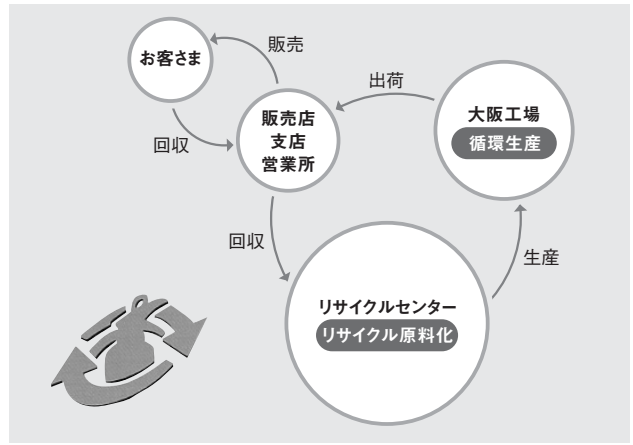 お客さま
販売
回収
販売店
支店
営業所
出荷
大阪工場
循環生産
回収
生産
リサイクルセンター
リサイクル原料化